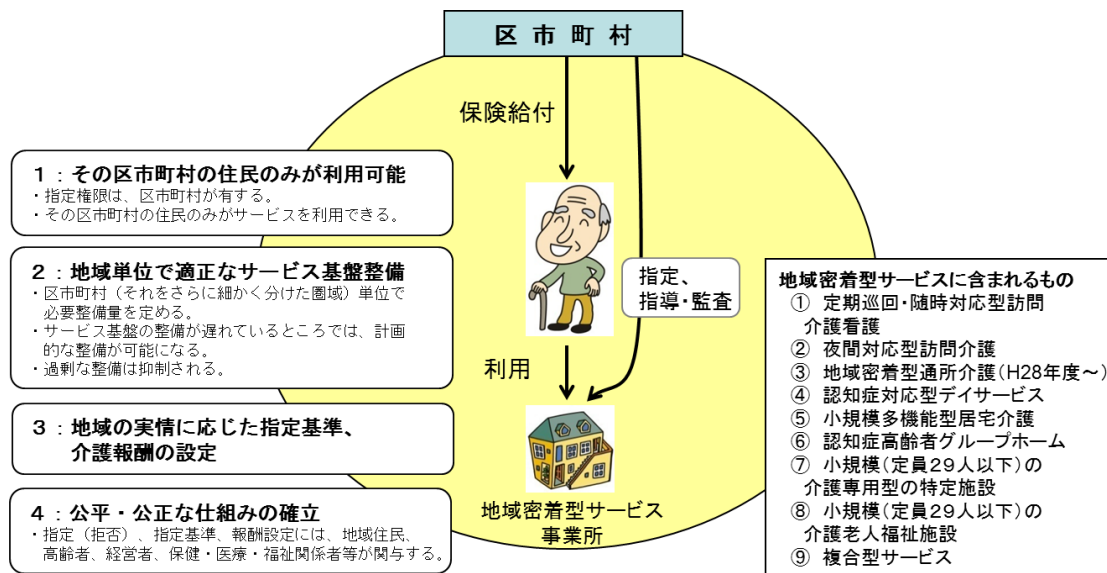 区 市 町 村
保険給付
1 : その区市町村の住民のみが利用可能
・指定権限は、区市町村が有する。
・その区市町村の住民のみがサービスを利用できる。
2 : 地域単位で適正なサービス基盤整備
・区市町村（それをさらに細かく分けた圏域）単位で
必要整備量を定める。
・サービス基盤の整備が遅れているところでは、計画
的な整備が可能になる。
・過剰な整備は抑制される。
3 : 地域の実情に応じた指定基準、
介護報酬の設定
4 : 公平・公正な仕組みの確立
・指定（拒否）、指定基準、報酬設定には、地域住民、
高齢者、経営者、保健・医療・福祉関係者等が関与する。
指定、
指導・監査
利用
地域密着型サービス
事業所
地域密着型サービスに含まれるもの
① 定期巡回・随時対応型訪問
介護看護
② 夜間対応型訪問介護
③ 地域密着型通所介護(H28年度～)
④ 認知症対応型デイサービス
⑤ 小規模多機能型居宅介護
⑥ 認知症高齢者グループホーム
⑦ 小規模(定員29人以下)の
介護専用型の特定施設
⑧ 小規模(定員29人以下)の
介護老人福祉施設
⑨ 複合型サービス